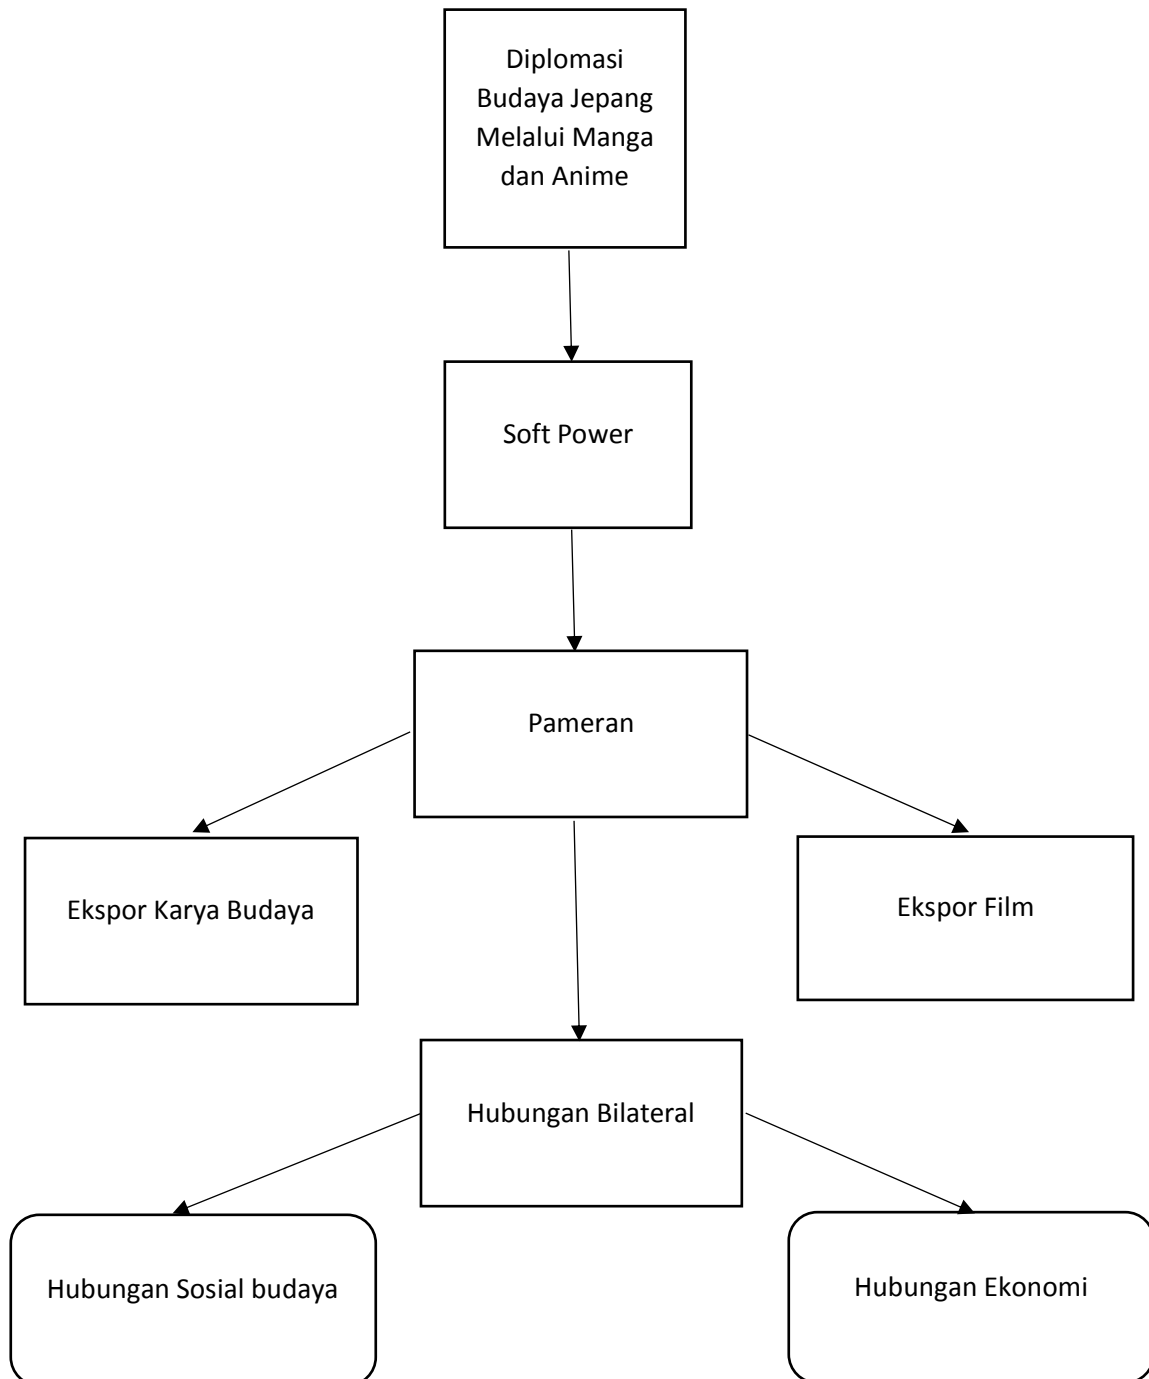 Diplomasi
Budaya Jepang
Melalui Manga
dan Anime
Soft Power
Pameran
Ekspor Karya Budaya
Ekspor Film
Hubungan Bilateral
Hubungan Sosial budaya
Hubungan Ekonomi